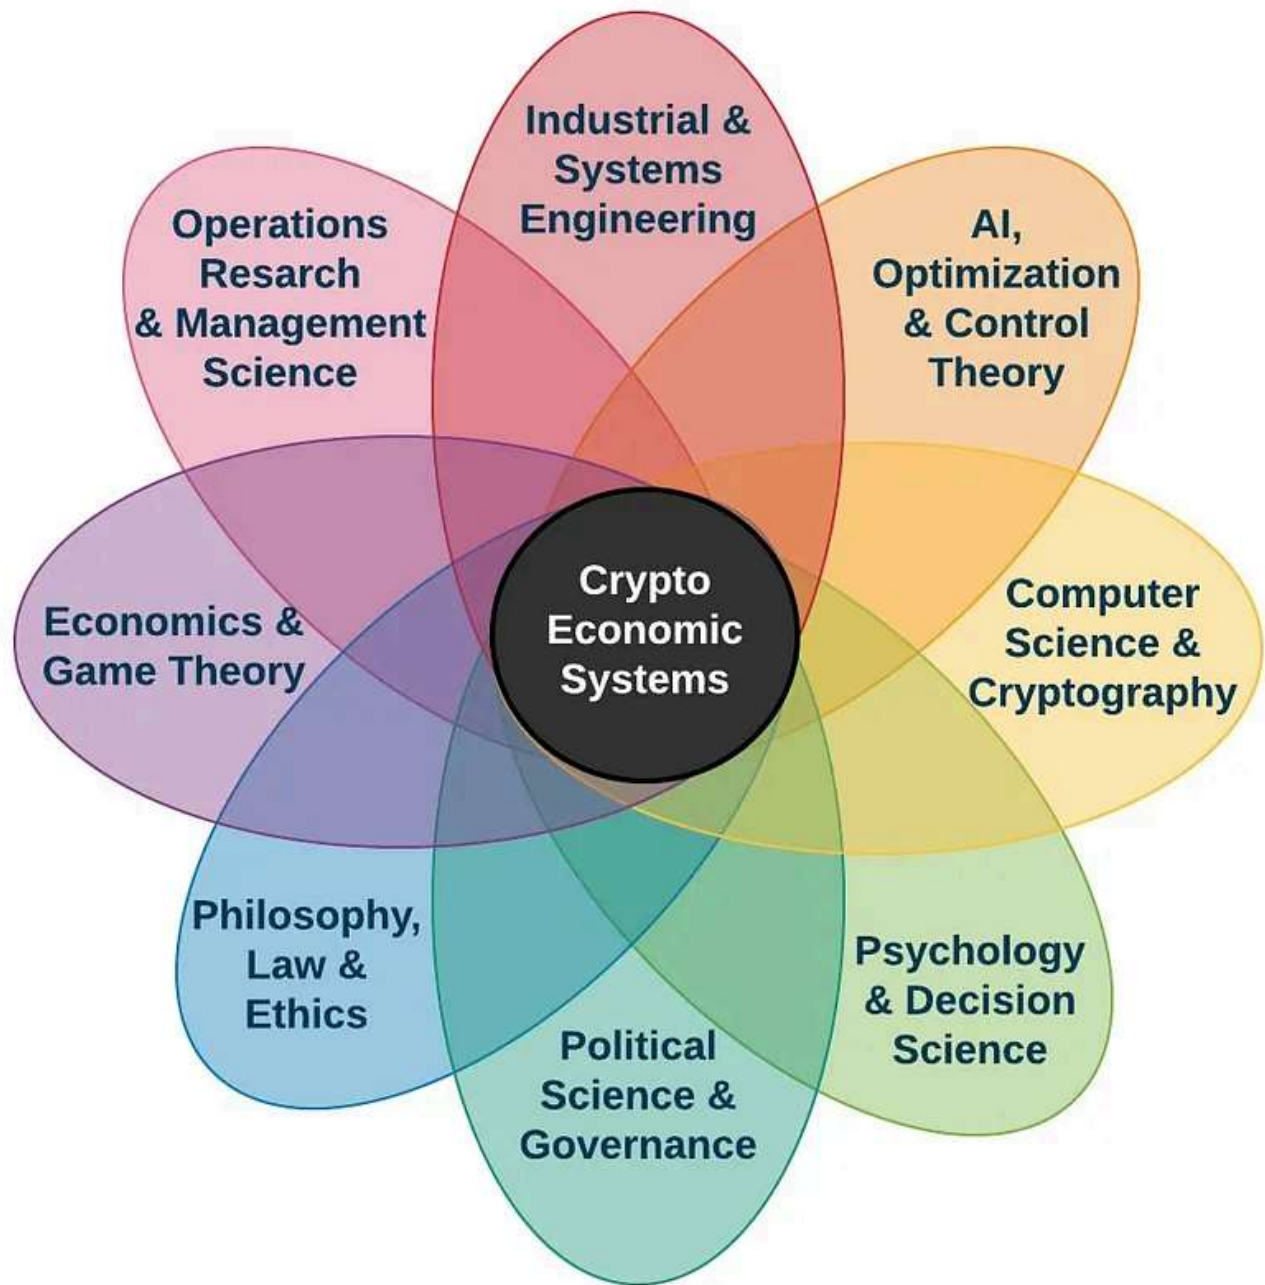 Industrial &
Systems
Engineering
AI,
Optimization
& Control
Theory
Computer
Science &
Cryptography
Psychology
& Decision
Science
Political
Science &
Governance
Philosophy,
Law &
Ethics
Economics &
Game Theory
Operations
Resarch
& Management
Science
Crypto
Economic
Systems